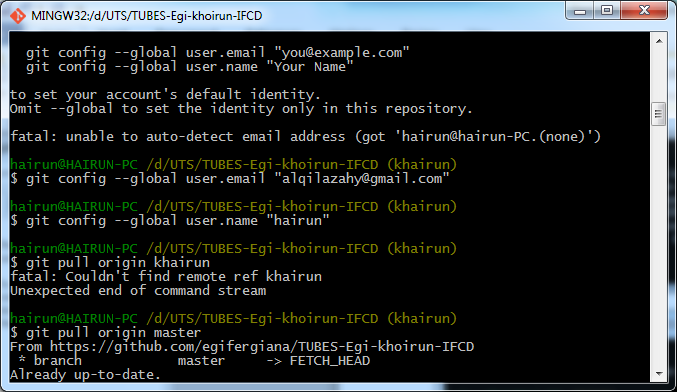 MINGW32:/d/UTS/TUBES-Egi-khoirun-IFCD
git config --global user.email "you@example.com"
git config --global user.name "Your Name"
to set your account's default identity.
Omit --global to set the identity only in this repository.
fatal: unable to auto-detect email address (got 'hairun@hairun-PC.(none)')
hairun@HAIRUN-PC /d/UTS/TUBES-Egi-khoirun-IFCD (khairun)
$ git config --global user.email "alqilazahy@gmail.com"
hairun@HAIRUN-PC /d/UTS/TUBES-Egi-khoirun-IFCD (khairun)
$ git config --global user.name "hairun"
hairun@HAIRUN-PC /d/UTS/TUBES-Egi-khoirun-IFCD (khairun)
$ git pull origin khairun
fatal: Couldn't find remote ref khairun
Unexpected end of command stream
hairun@HAIRUN-PC /d/UTS/TUBES-Egi-khoirun-IFCD (khairun)
$ git pull origin master
From https://github.com/egifergiana/TUBES-Egi-khoirun-IFCD
 * branch            master     -> FETCH_HEAD
Already up-to-date.